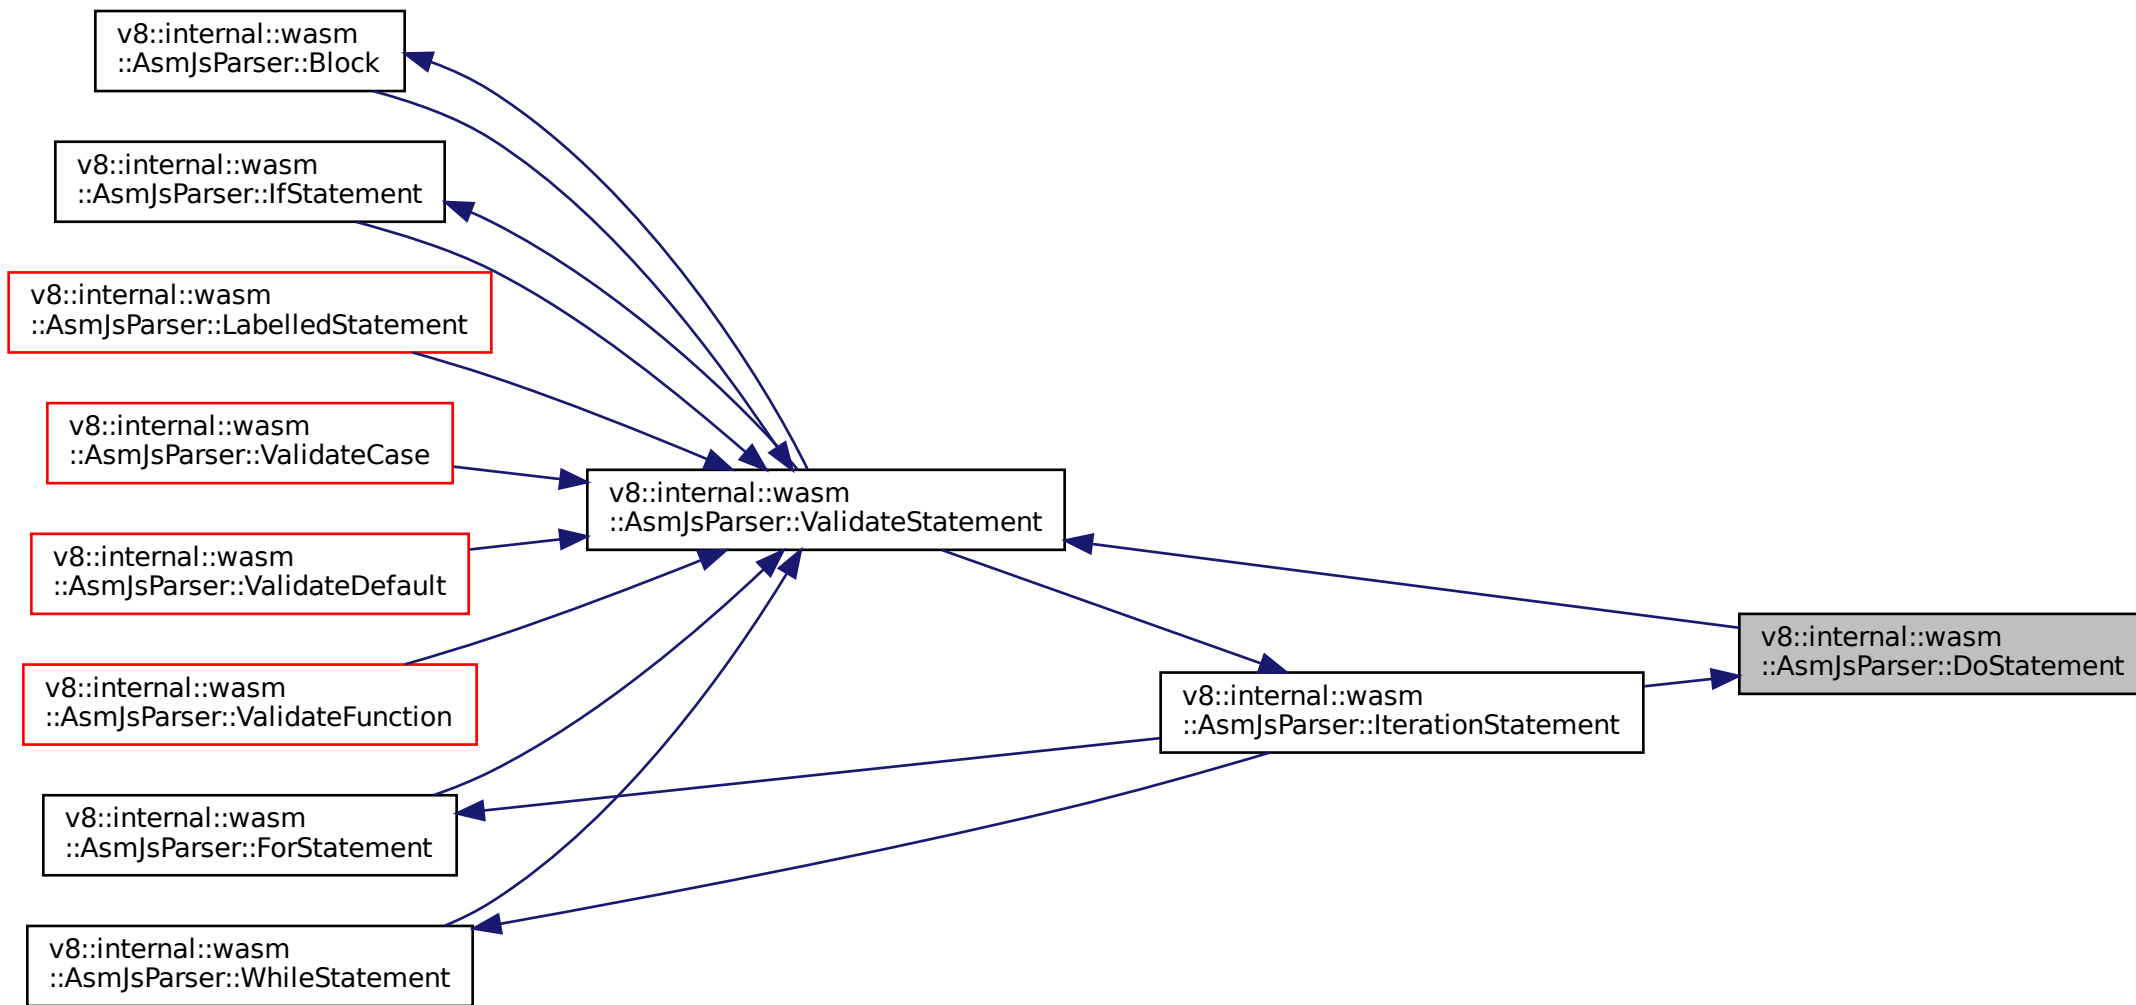 v8::internal::wasm
::AsmJsParser::Block
v8::internal::wasm
::AsmJsParser::IfStatement
v8::internal::wasm
::AsmJsParser::LabelledStatement
v8::internal::wasm
::AsmJsParser::ValidateCase
v8::internal::wasm
::AsmJsParser::ValidateStatement
v8::internal::wasm
::AsmJsParser::ValidateDefault
v8::internal::wasm
::AsmJsParser::DoStatement
v8::internal::wasm
::AsmJsParser::ValidateFunction
v8::internal::wasm
::AsmJsParser::IterationStatement
v8::internal::wasm
::AsmJsParser::ForStatement
v8::internal::wasm
::AsmJsParser::WhileStatement